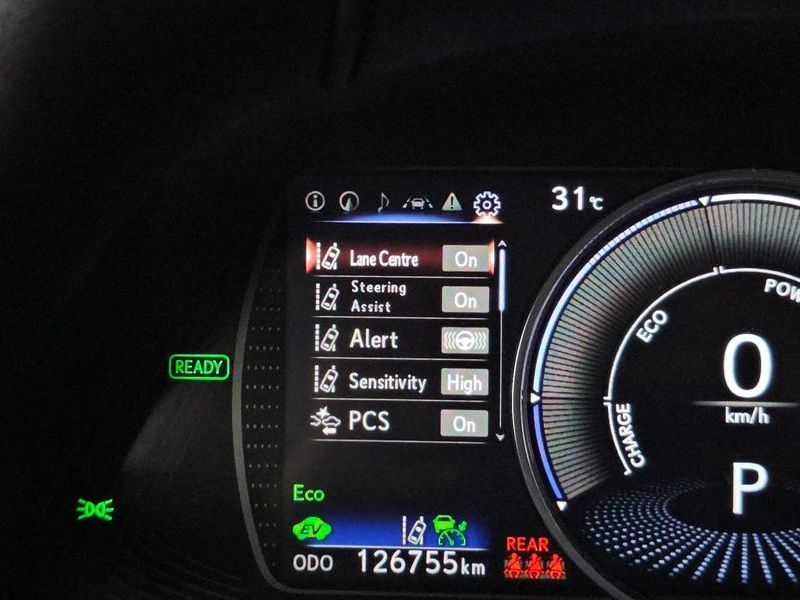 31°C
Lane Centre On
Steering
Assist On
Alert
Sensitivity High
PCS On
READY
Eco
EV
ODO 126755km
REAR
CHARGE
ECO
POW
0
km/h
P